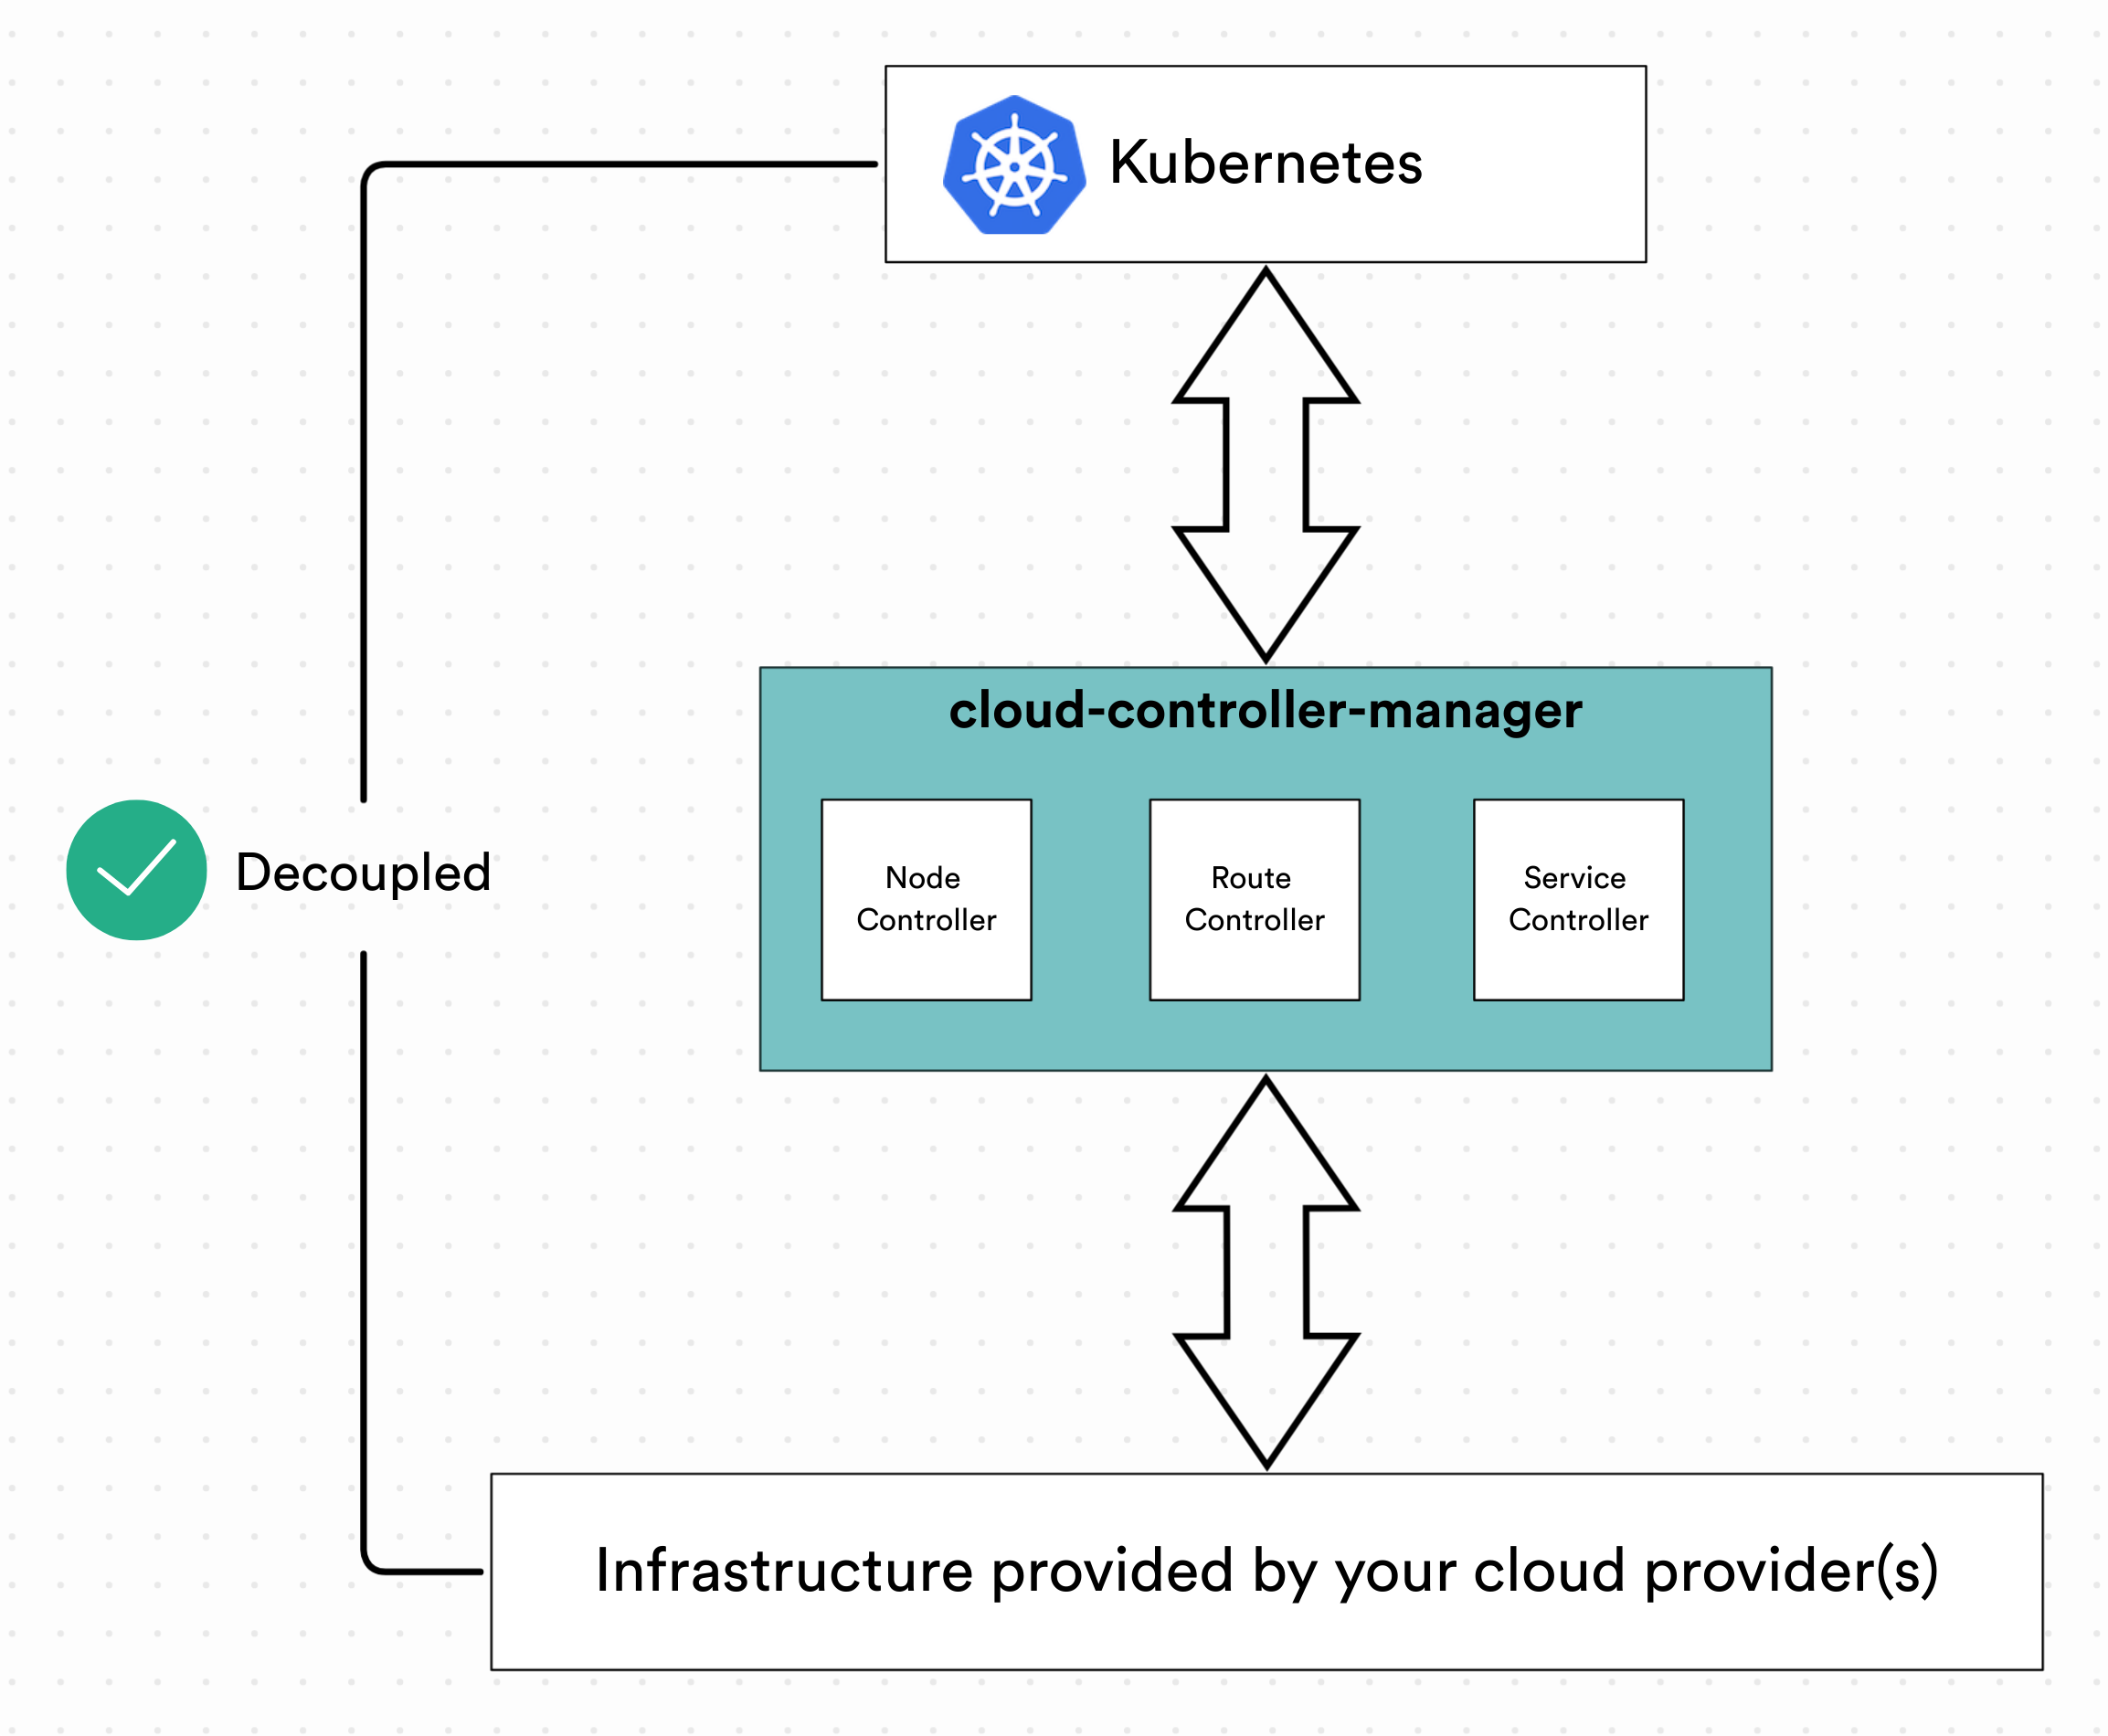 Kubernetes
cloud-controller-manager
Node
Controller
Route
Controller
Service
Controller
Decoupled
Infrastructure provided by your cloud provider(s)